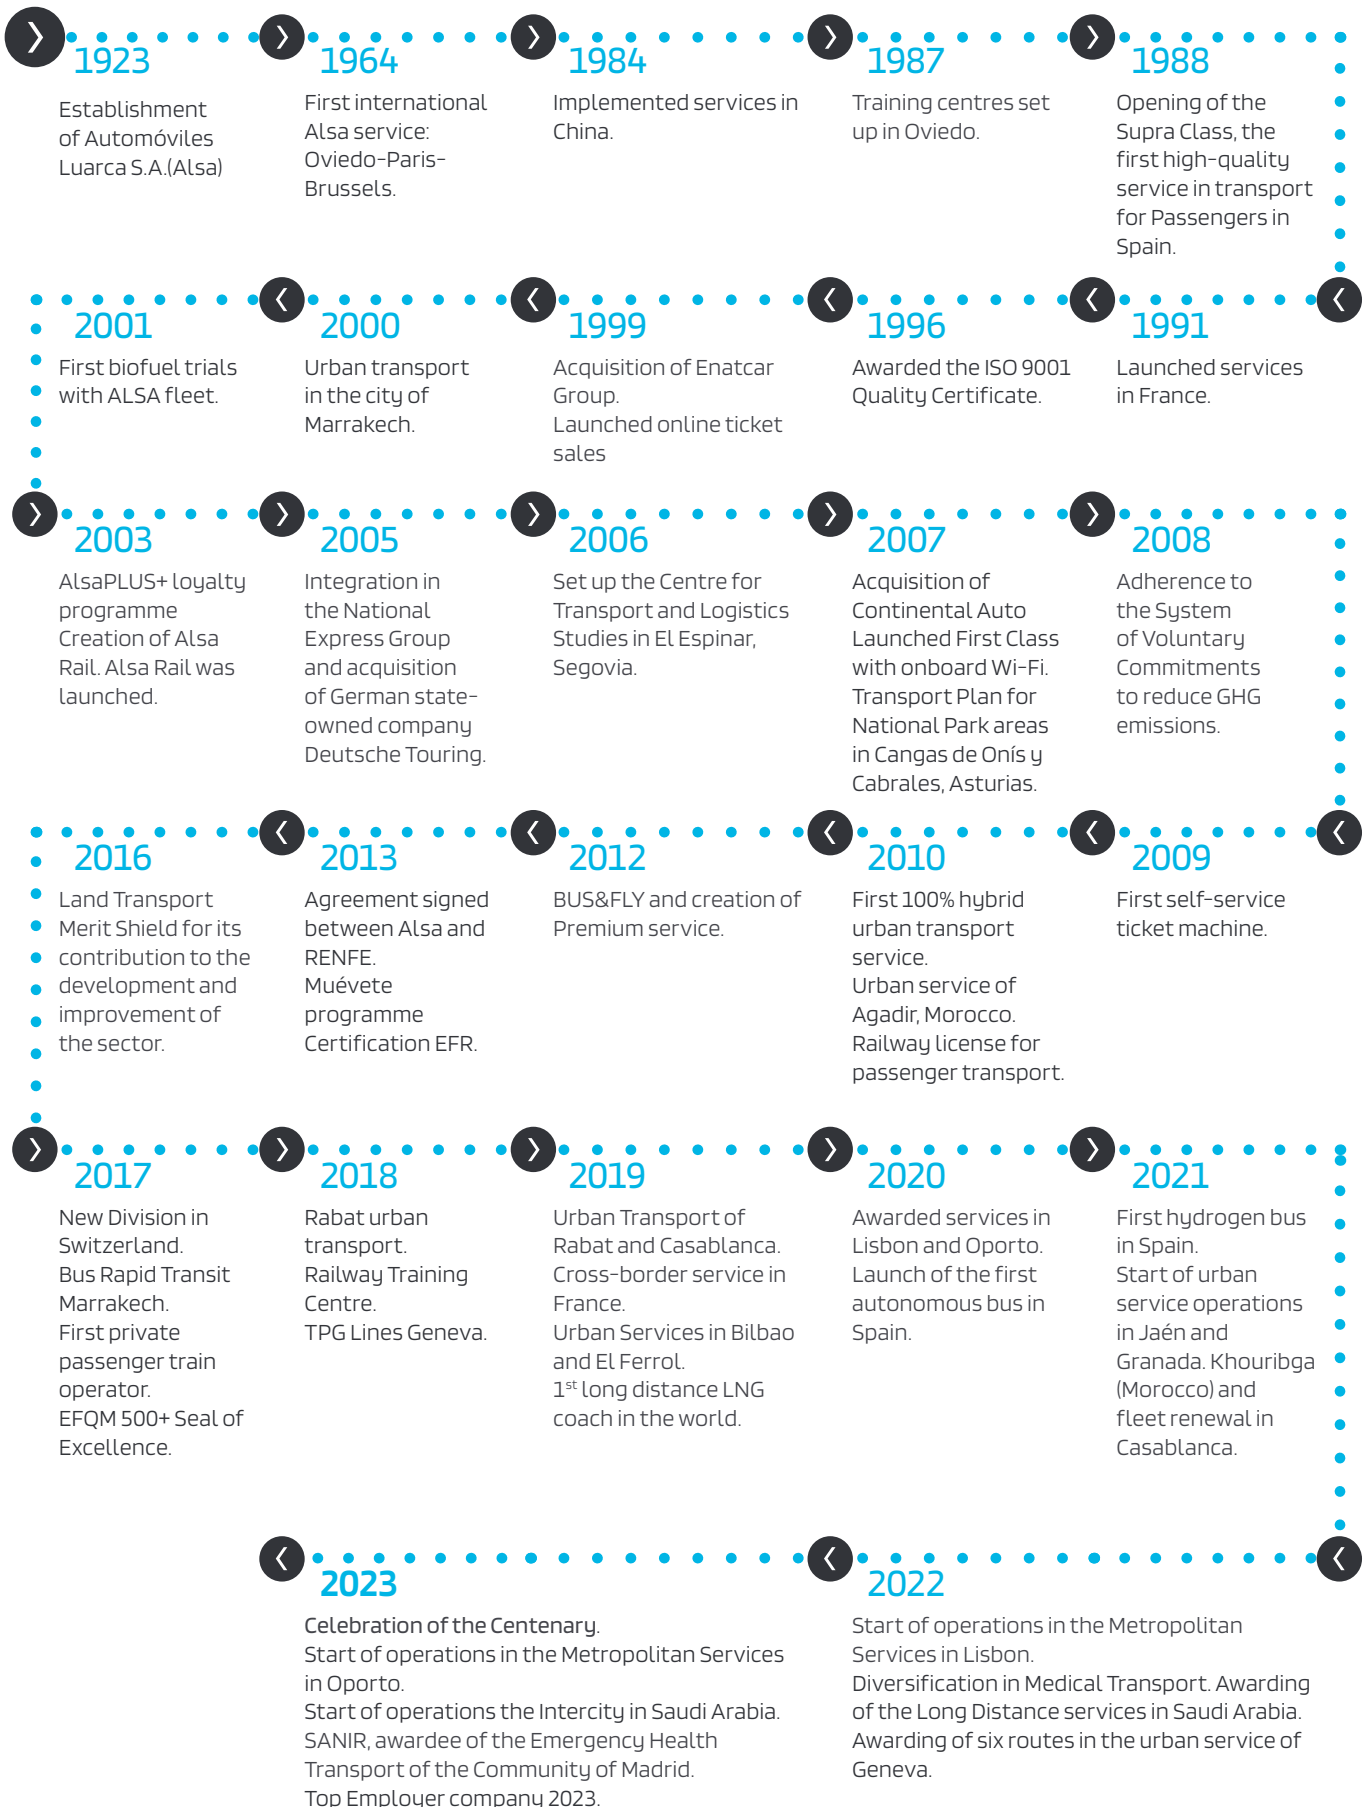 1923
Establishment
of Automóviles
Luarca S.A.(Alsa)
1964
First international
Alsa service:
Oviedo-Paris-
Brussels.
1984
Implemented services in
China.
1987
Training centres set
up in Oviedo.
1988
Opening of the
Supra Class, the
first high-quality
service in transport
for Passengers in
Spain.
1991
Launched services
in France.
1996
Awarded the ISO 9001
Quality Certificate.
1999
Acquisition of Enatcar
Group.
Launched online ticket
sales
2000
Urban transport
in the city of
Marrakech.
2001
First biofuel trials
with ALSA fleet.
2003
AlsaPLUS+ loyalty
programme
Creation of Alsa
Rail. Alsa Rail was
launched.
2005
Integration in
the National
Express Group
and acquisition
of German state-
owned company
Deutsche Touring.
2006
Set up the Centre for
Transport and Logistics
Studies in El Espinar,
Segovia.
2007
Acquisition of
Continental Auto
Launched First Class
with onboard Wi-Fi.
Transport Plan for
National Park areas
in Cangas de Onís y
Cabrales, Asturias.
2008
Adherence to
the System
of Voluntary
Commitments
to reduce GHG
emissions.
2009
First self-service
ticket machine.
2010
First 100% hybrid
urban transport
service.
Urban service of
Agadir, Morocco.
Railway license for
passenger transport.
2012
BUS&FLY and creation of
Premium service.
2013
Agreement signed
between Alsa and
RENFE.
Muévete
programme
Certification EFR.
2016
Land Transport
Merit Shield for its
contribution to the
development and
improvement of
the sector.
2017
New Division in
Switzerland.
Bus Rapid Transit
Marrakech.
First private
passenger train
operator.
EFQM 500+ Seal of
Excellence.
2018
Rabat urban
transport.
Railway Training
Centre.
TPG Lines Geneva.
2019
Urban Transport of
Rabat and Casablanca.
Cross-border service in
France.
Urban Services in Bilbao
and El Ferrol.
1st long distance LNG
coach in the world.
2020
Awarded services in
Lisbon and Oporto.
Launch of the first
autonomous bus in
Spain.
2021
First hydrogen bus
in Spain.
Start of urban
service operations
in Jaén and
Granada. Khouribga
(Morocco) and
fleet renewal in
Casablanca.
2022
Start of operations in the Metropolitan
Services in Lisbon.
Diversification in Medical Transport. Awarding
of the Long Distance services in Saudi Arabia.
Awarding of six routes in the urban service of
Geneva.
2023
Celebration of the Centenary.
Start of operations in the Metropolitan Services
in Oporto.
Start of operations the Intercity in Saudi Arabia.
SANIR, awardee of the Emergency Health
Transport of the Community of Madrid.
Top Employer company 2023.